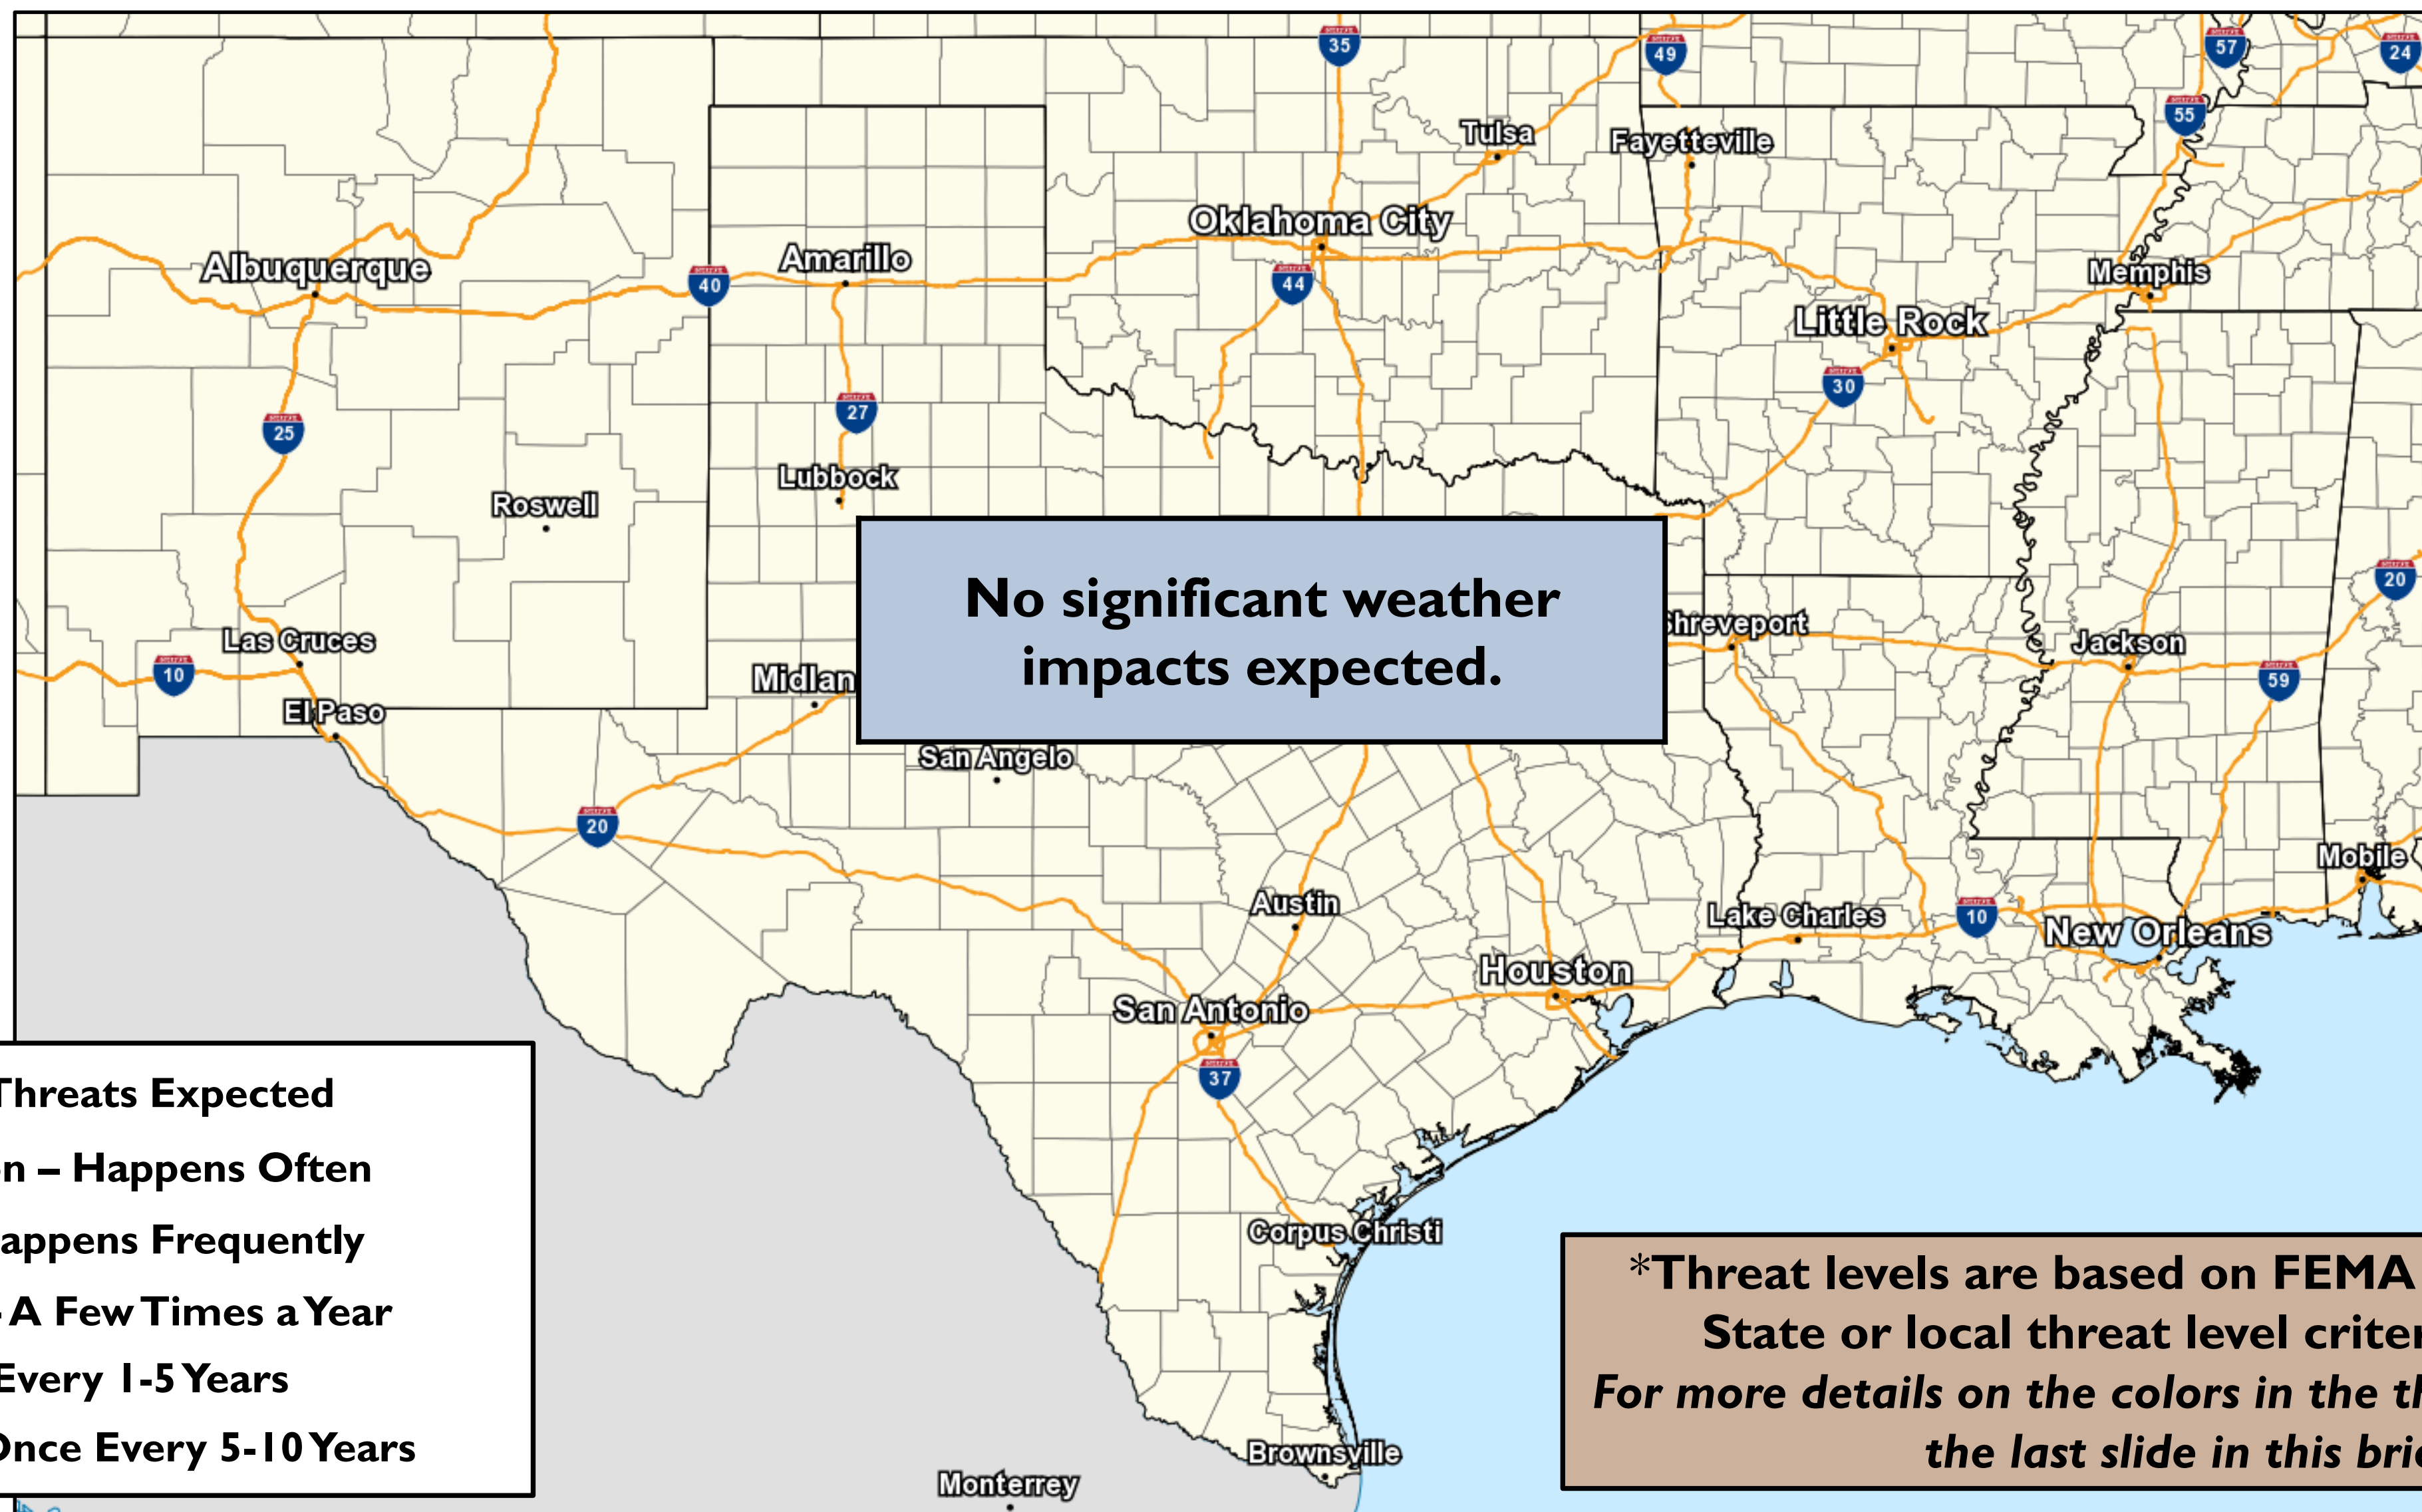 35
49
57
24
55
Tulsa
Fayetteville
Oklahoma City
Albuquerque
Amarillo
40
44
Memphis
Little Rock
30
27
25
Lubbock
Roswell
No significant weather
impacts expected.
20
Shreveport
Las Cruces
Jackson
10
Midlan
59
El Paso
San Angelo
20
Mobile
Austin
Lake Charles
10
New Orleans
Houston
San Antonio
37
Threats Expected
n – Happens Often
appens Frequently
- A Few Times a Year
Every 1-5 Years
Once Every 5-10 Years
Corpus Christi
Brownsville
Monterrey
*Threat levels are based on FEMA
State or local threat level criter
For more details on the colors in the th
the last slide in this brie